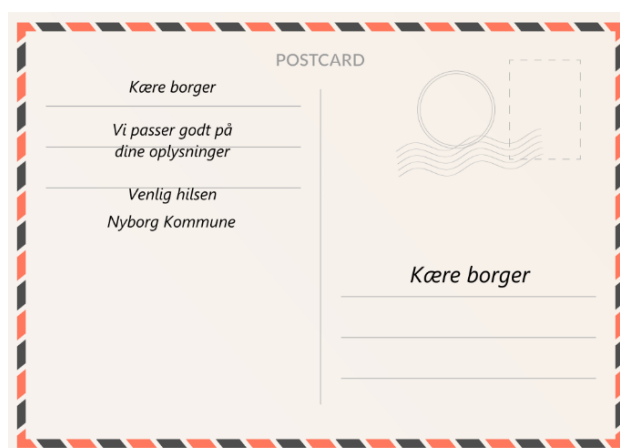 POSTCARD
Kære borger
Vi passer godt på
dine oplysninger
Venlig hilsen
Nyborg Kommune
Kære borger